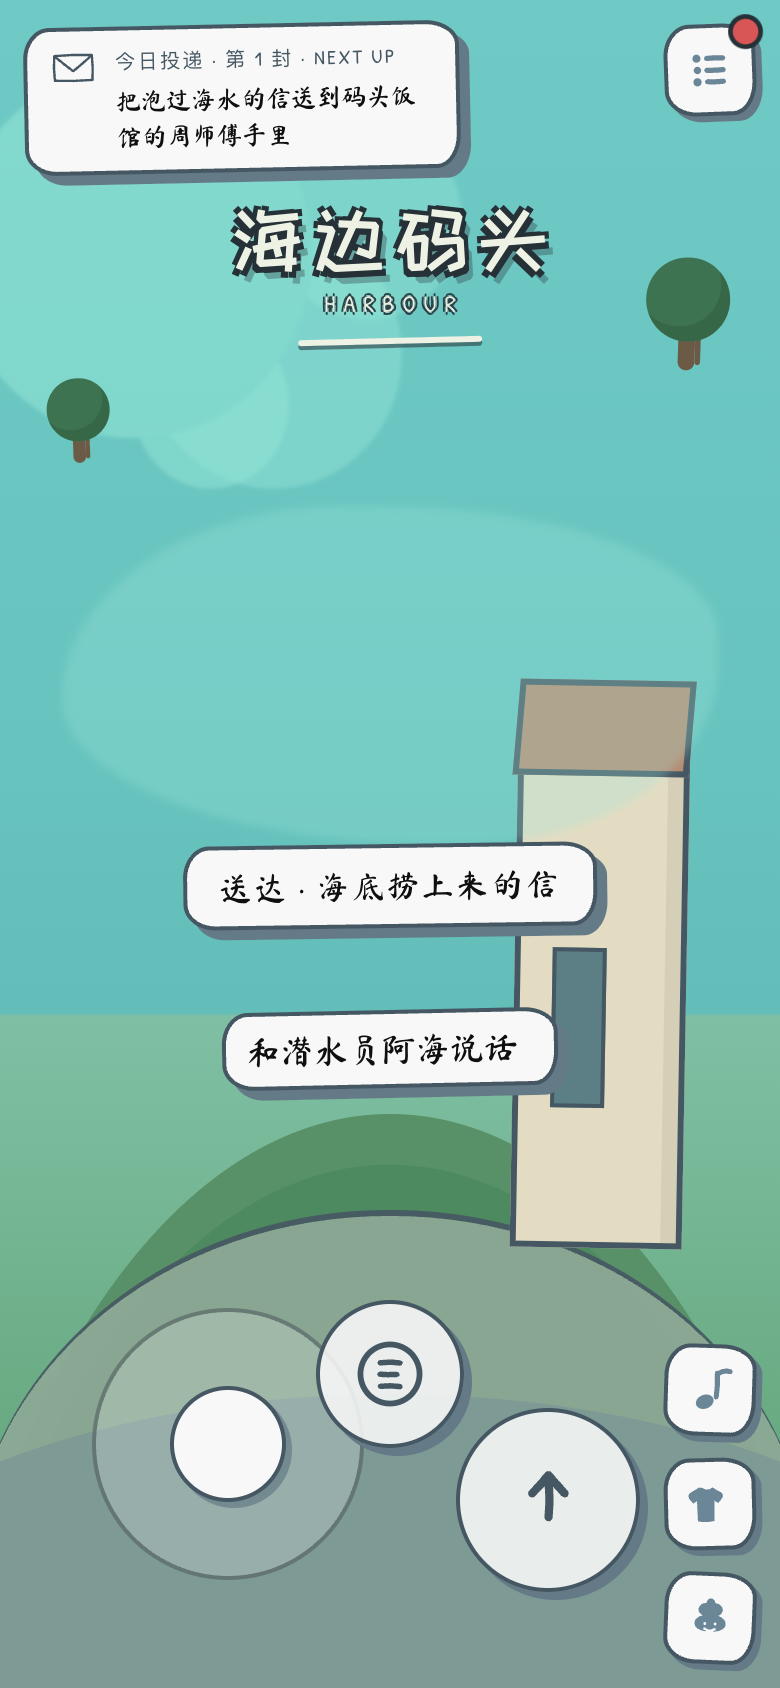 今日投递 · 第 1 封 · NEXT UP
把泡过海水的信送到码头饭
馆的周师傅手里
海边码头
HARBOUR
送达 · 海底捞上来的信
和潜水员阿海说话